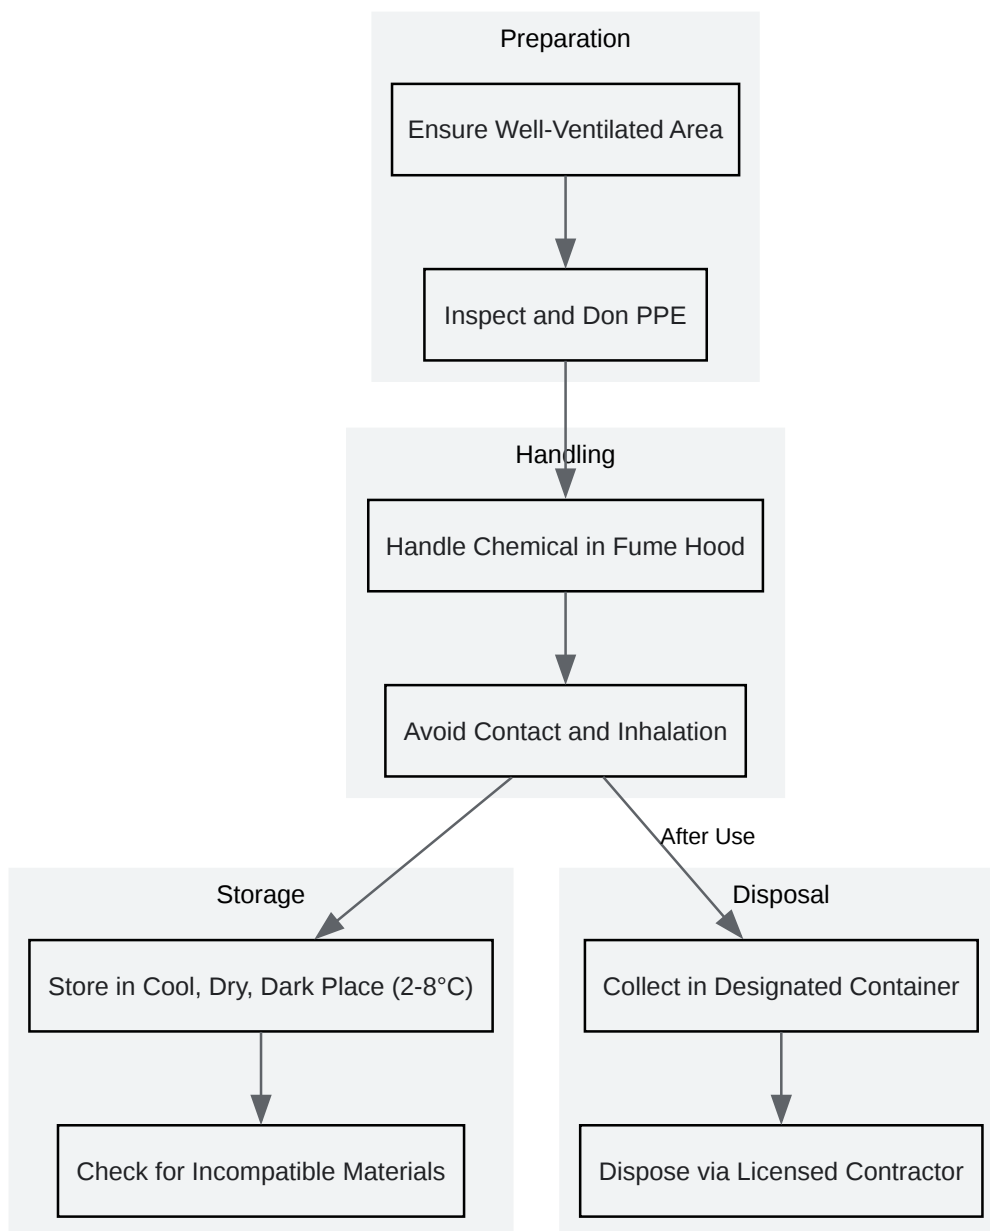 Preparation
Ensure Well-Ventilated Area
Inspect and Don PPE
Handling
Handle Chemical in Fume Hood
Avoid Contact and Inhalation
After Use
Storage
Store in Cool, Dry, Dark Place (2-8°C)
Check for Incompatible Materials
Disposal
Collect in Designated Container
Dispose via Licensed Contractor